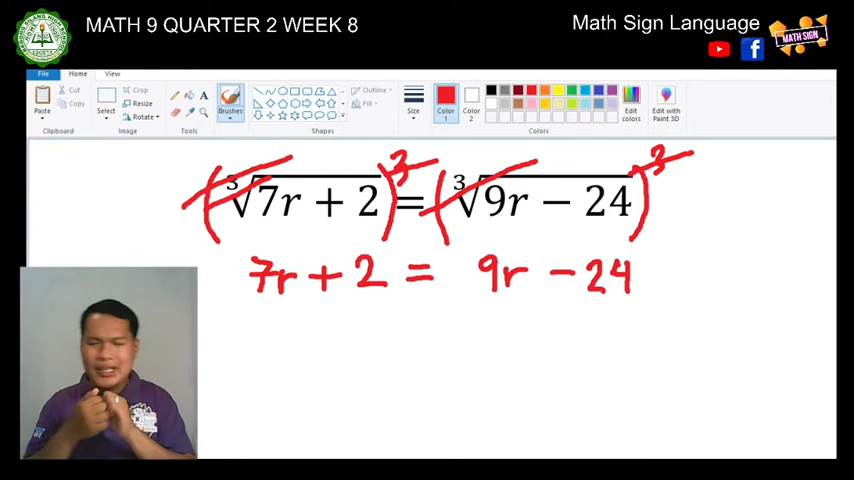 MATH 9 QUARTER 2 WEEK 8
Math Sign Language
MATH SIGN
File Home View
Paste Cut Copy Select Crop Resize Rotate Brushes Outline Fill Size Color 1 Color 2 Edit colors Edit with Paint 3D
Clipboard Image Tools Shapes Colors
(∛7r + 2)³ = (∛9r − 24)³
7r + 2 = 9r − 24